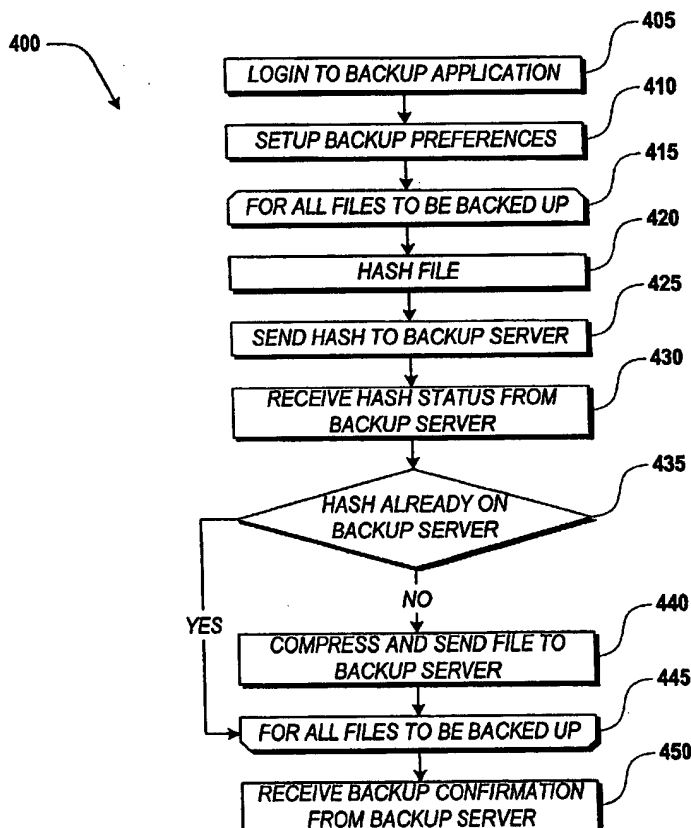 400
405
LOGIN TO BACKUP APPLICATION
410
SETUP BACKUP PREFERENCES
415
FOR ALL FILES TO BE BACKED UP
420
HASH FILE
425
SEND HASH TO BACKUP SERVER
430
RECEIVE HASH STATUS FROM
BACKUP SERVER
435
HASH ALREADY ON
BACKUP SERVER
NO
YES
440
COMPRESS AND SEND FILE TO
BACKUP SERVER
445
FOR ALL FILES TO BE BACKED UP
450
RECEIVE BACKUP CONFIRMATION
FROM BACKUP SERVER